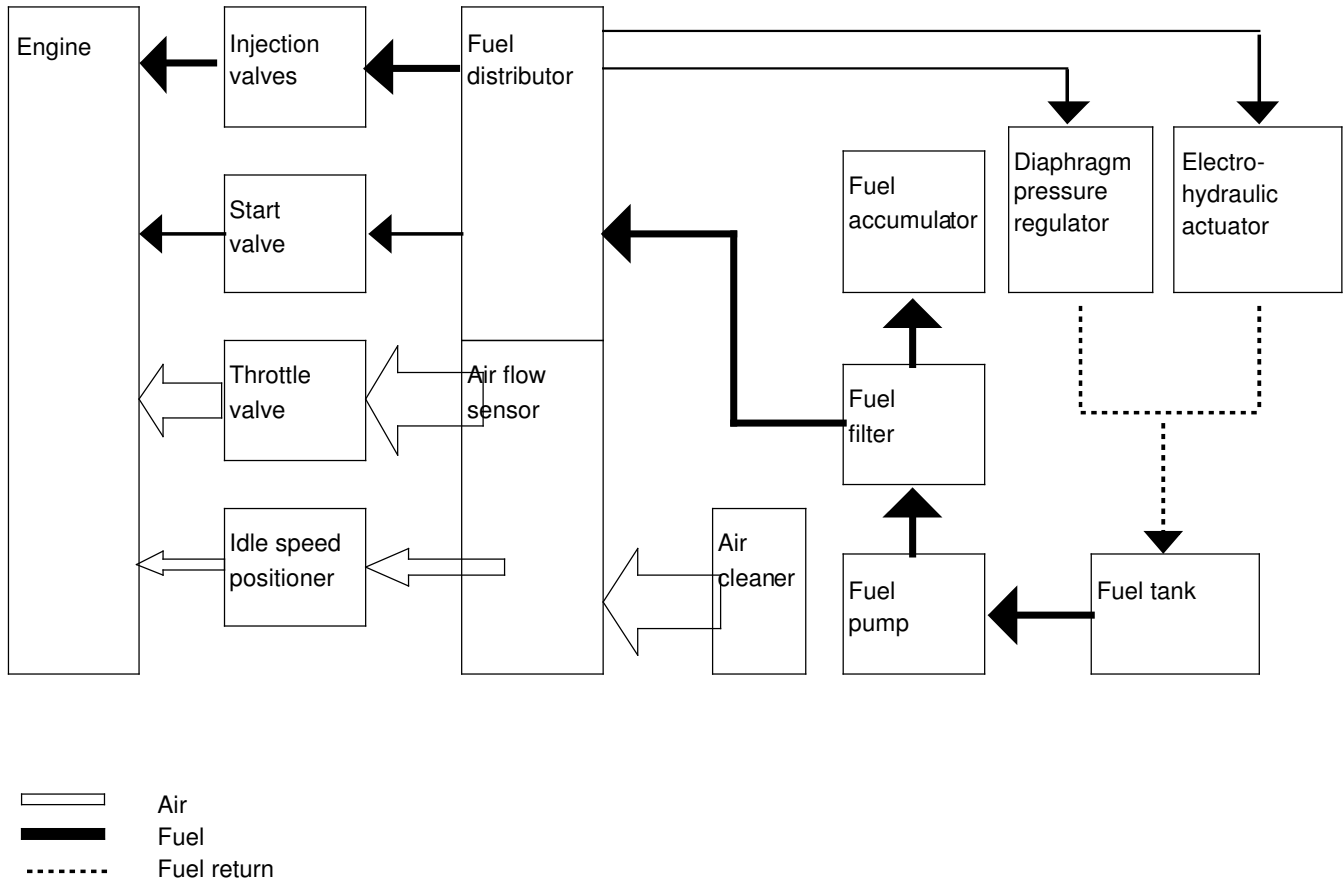 Engine
Injection
valves
Fuel
distributor
Diaphragm
pressure
regulator
Electro-
hydraulic
actuator
Fuel
accumulator
Start
valve
Throttle
valve
Air flow
sensor
Fuel
filter
Idle speed
positioner
Air
cleaner
Fuel
pump
Fuel tank
Air
Fuel
Fuel return